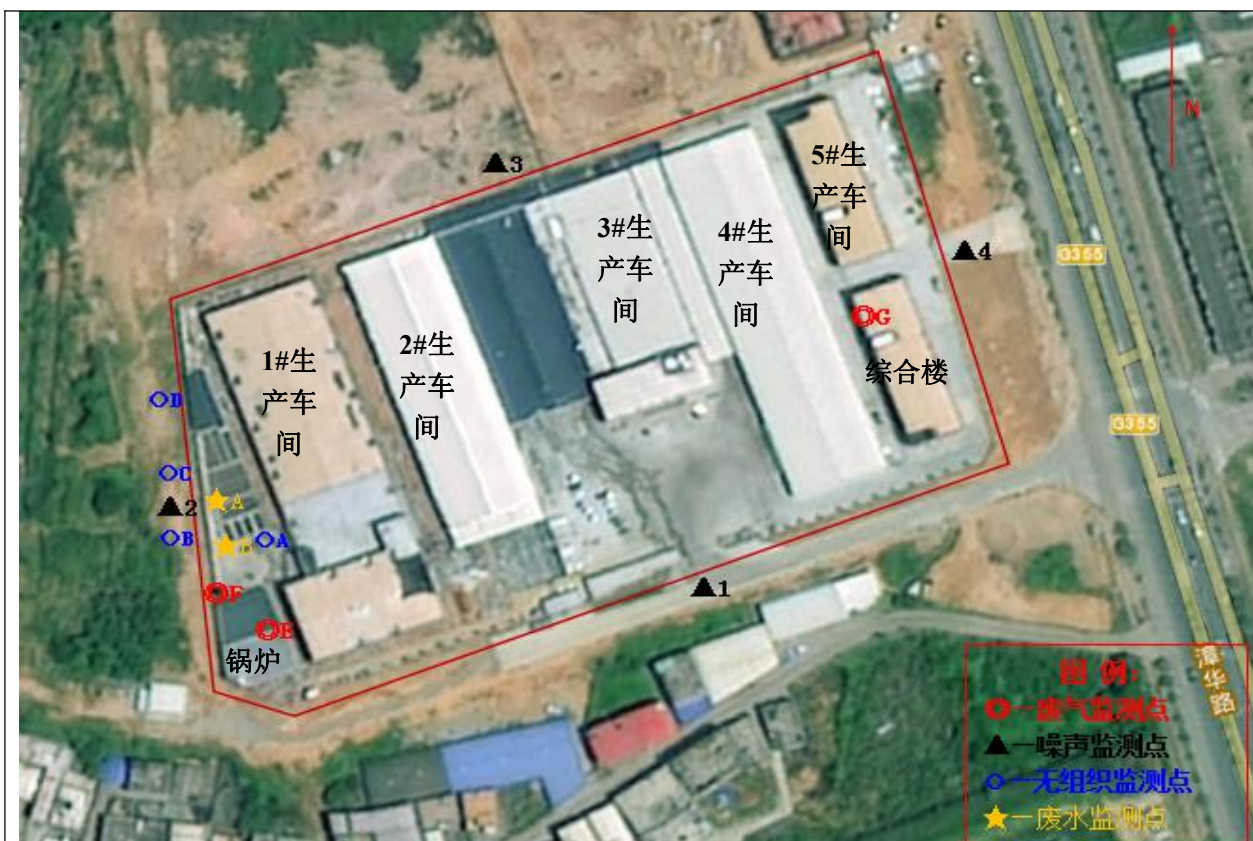 N
▲3
5#生
产车
间
3#生
产车
间
4#生
产车
间
▲4
G355
◎G
1#生
产车
间
2#生
产车
间
综合楼
○D
G355
○C
★A
▲2
○B
○A
▲1
◎F
◎E
锅炉
漳华路
图 例:
◎—废气监测点
▲—噪声监测点
○—无组织监测点
★—废水监测点